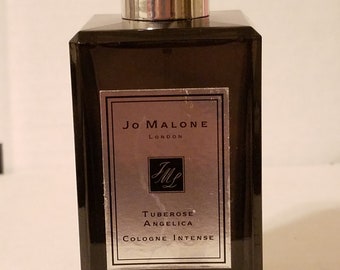 Jo Malone
London
JML
Tuberose
Angelica
Cologne Intense